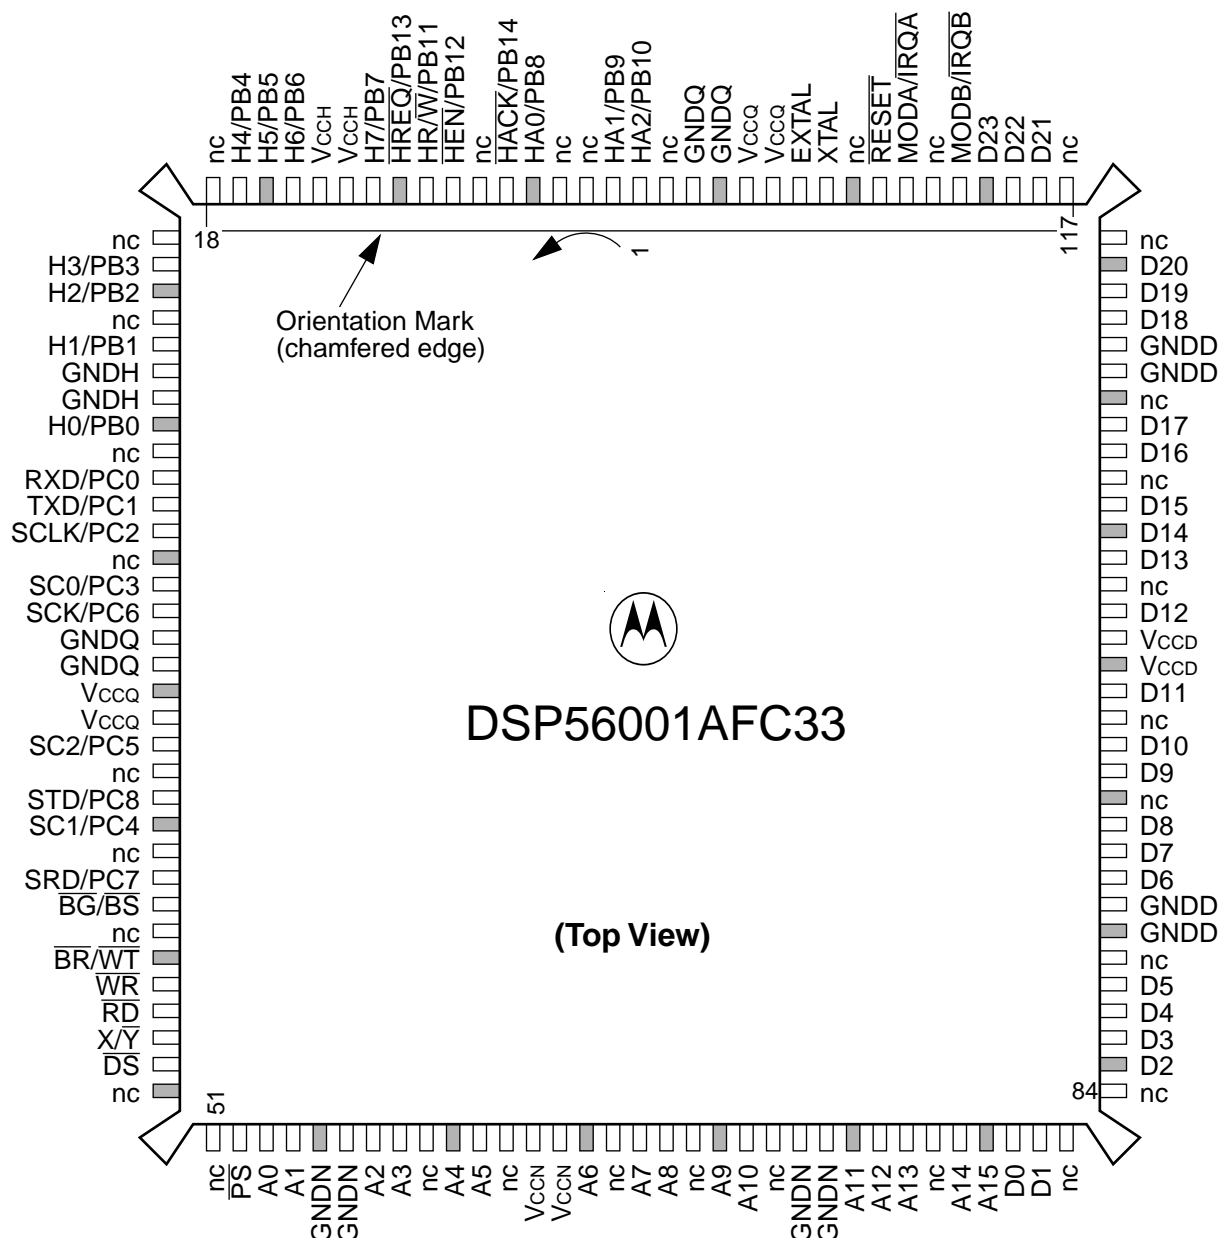 nc
H4/PB4
H5/PB5
H6/PB6
VCCH
VCCH
H7/PB7
HREQ/PB13
HR/W/PB11
HEN/PB12
nc
HACK/PB14
HA0/PB8
nc
nc
HA1/PB9
HA2/PB10
nc
GNDQ
GNDQ
VCCQ
VCCQ
EXTAL
XTAL
nc
RESET
MODA/IRQA
nc
MODB/IRQB
D23
D22
D21
nc
18
1
117
Orientation Mark
(chamfered edge)
nc
H3/PB3
H2/PB2
nc
H1/PB1
GNDH
GNDH
H0/PB0
nc
RXD/PC0
TXD/PC1
SCLK/PC2
nc
SC0/PC3
SCK/PC6
GNDQ
GNDQ
VCCQ
VCCQ
SC2/PC5
nc
STD/PC8
SC1/PC4
nc
SRD/PC7
BG/BS
nc
BR/WT
WR
RD
X/Y
DS
nc
DSP56001AFC33
(Top View)
nc
D20
D19
D18
GNDD
GNDD
nc
D17
D16
nc
D15
D14
D13
nc
D12
VCCD
VCCD
D11
nc
D10
D9
nc
D8
D7
D6
GNDD
GNDD
nc
D5
D4
D3
D2
nc
51
84
nc
PS
A0
A1
GNDN
GNDN
A2
A3
nc
A4
A5
nc
VCCN
VCCN
A6
nc
A7
A8
nc
A9
A10
VCCN
GNDN
GNDN
A11
A12
A13
nc
A14
A15
D0
D1
nc